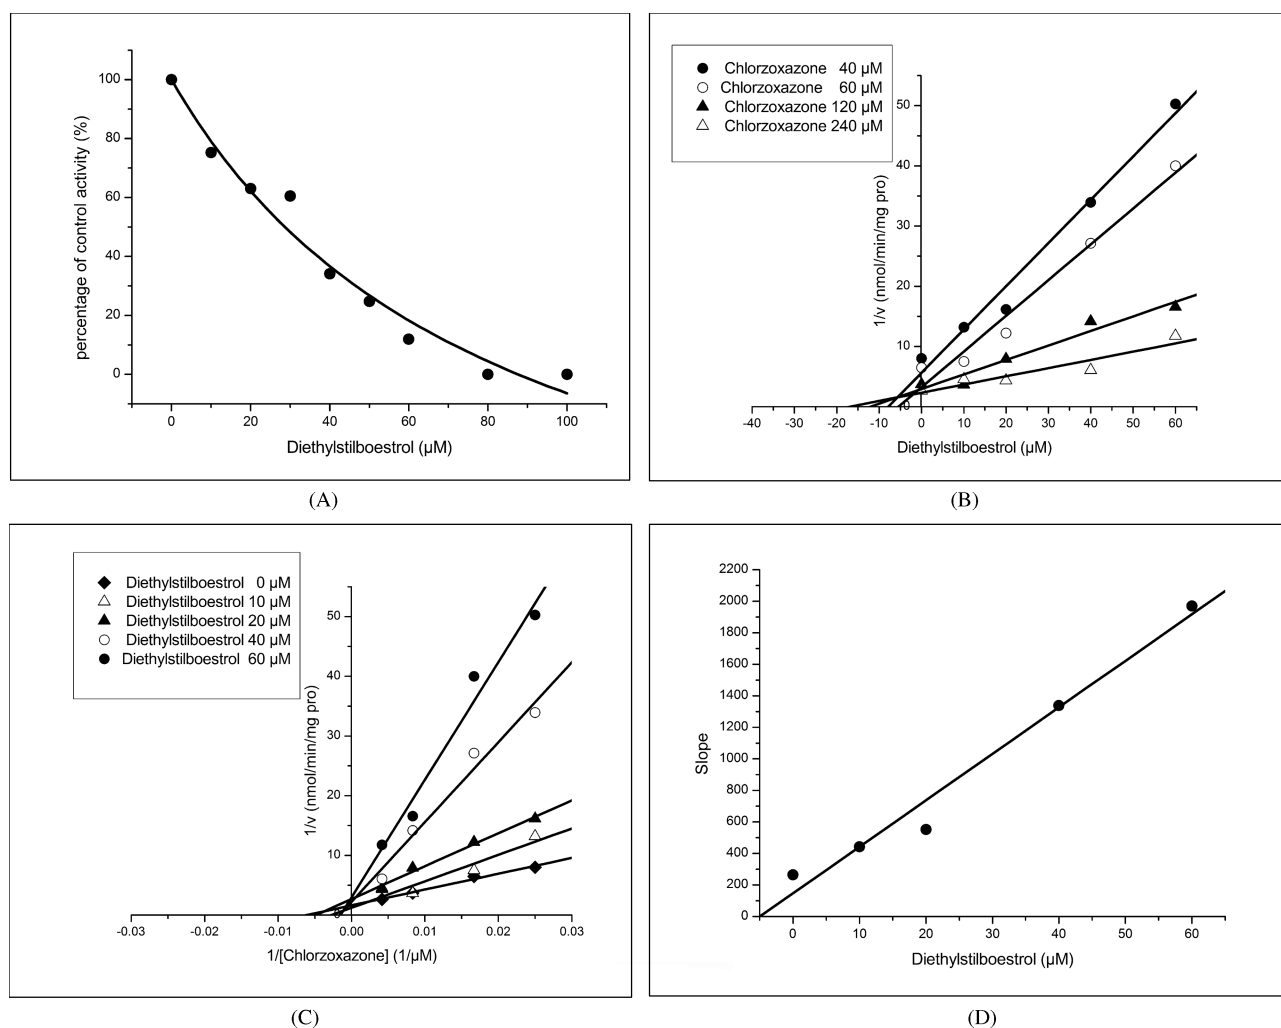 100
80
60
40
20
0
percentage of control activity (%)
0 20 40 60 80 100
Diethylstilboestrol (µM)
(A)
Chlorzoxazone 40 µM
Chlorzoxazone 60 µM
Chlorzoxazone 120 µM
Chlorzoxazone 240 µM
50
40
30
20
10
0
1/v (nmol/min/mg pro)
-40 -30 -20 -10 0 10 20 30 40 50 60
Diethylstilboestrol (µM)
(B)
Diethylstilboestrol 0 µM
Diethylstilboestrol 10 µM
Diethylstilboestrol 20 µM
Diethylstilboestrol 40 µM
Diethylstilboestrol 60 µM
50
40
30
20
10
0
1/v (nmol/min/mg pro)
-0.03 -0.02 -0.01 0.00 0.01 0.02 0.03
1/[Chlorzoxazone] (1/µM)
(C)
2200
2000
1800
1600
1400
1200
1000
800
600
400
200
0
Slope
0 10 20 30 40 50 60
Diethylstilboestrol (µM)
(D)